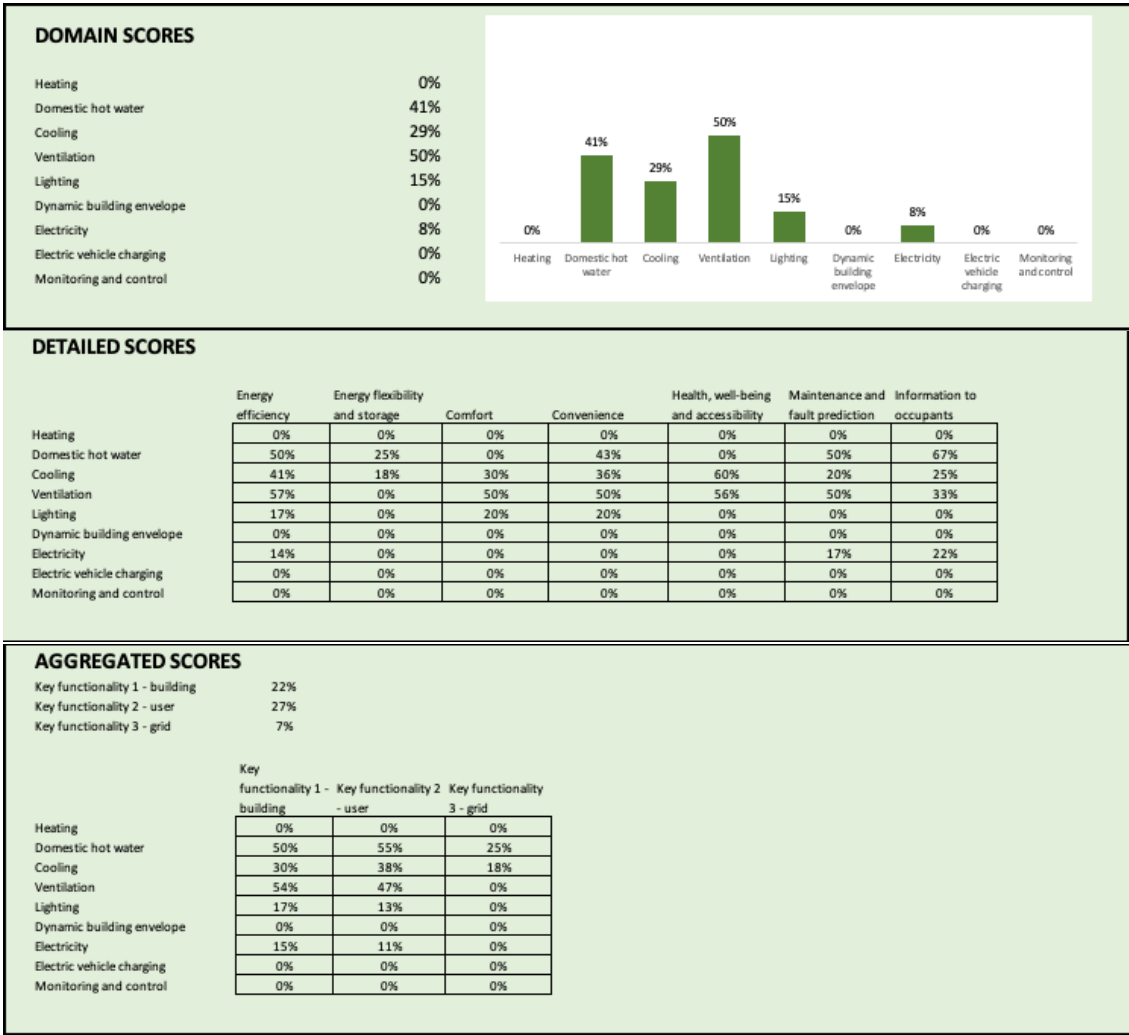 DOMAIN SCORES
Heating 0%
Domestic hot water 41%
Cooling 29%
Ventilation 50%
Lighting 15%
Dynamic building envelope 0%
Electricity 8%
Electric vehicle charging 0%
Monitoring and control 0%
0% 41% 29% 50% 15% 0% 8% 0% 0%
Heating Domestic hot Cooling Ventilation Lighting Dynamic Electricity Electric Monitoring
water building vehicle and control
envelope charging
DETAILED SCORES
Energy Energy flexibility Health, well-being Maintenance and Information to
efficiency and storage Comfort Convenience and accessibility fault prediction occupants
Heating 0% 0% 0% 0% 0% 0% 0%
Domestic hot water 50% 25% 0% 43% 0% 50% 67%
Cooling 41% 18% 30% 36% 60% 20% 25%
Ventilation 57% 0% 50% 50% 56% 50% 33%
Lighting 17% 0% 20% 20% 0% 0% 0%
Dynamic building envelope 0% 0% 0% 0% 0% 0% 0%
Electricity 14% 0% 0% 0% 0% 17% 22%
Electric vehicle charging 0% 0% 0% 0% 0% 0% 0%
Monitoring and control 0% 0% 0% 0% 0% 0% 0%
AGGREGATED SCORES
Key functionality 1 - building 22%
Key functionality 2 - user 27%
Key functionality 3 - grid 7%
Key
functionality 1 - Key functionality 2 Key functionality
building - user 3 - grid
Heating 0% 0% 0%
Domestic hot water 50% 55% 25%
Cooling 30% 38% 18%
Ventilation 54% 47% 0%
Lighting 17% 13% 0%
Dynamic building envelope 0% 0% 0%
Electricity 15% 11% 0%
Electric vehicle charging 0% 0% 0%
Monitoring and control 0% 0% 0%